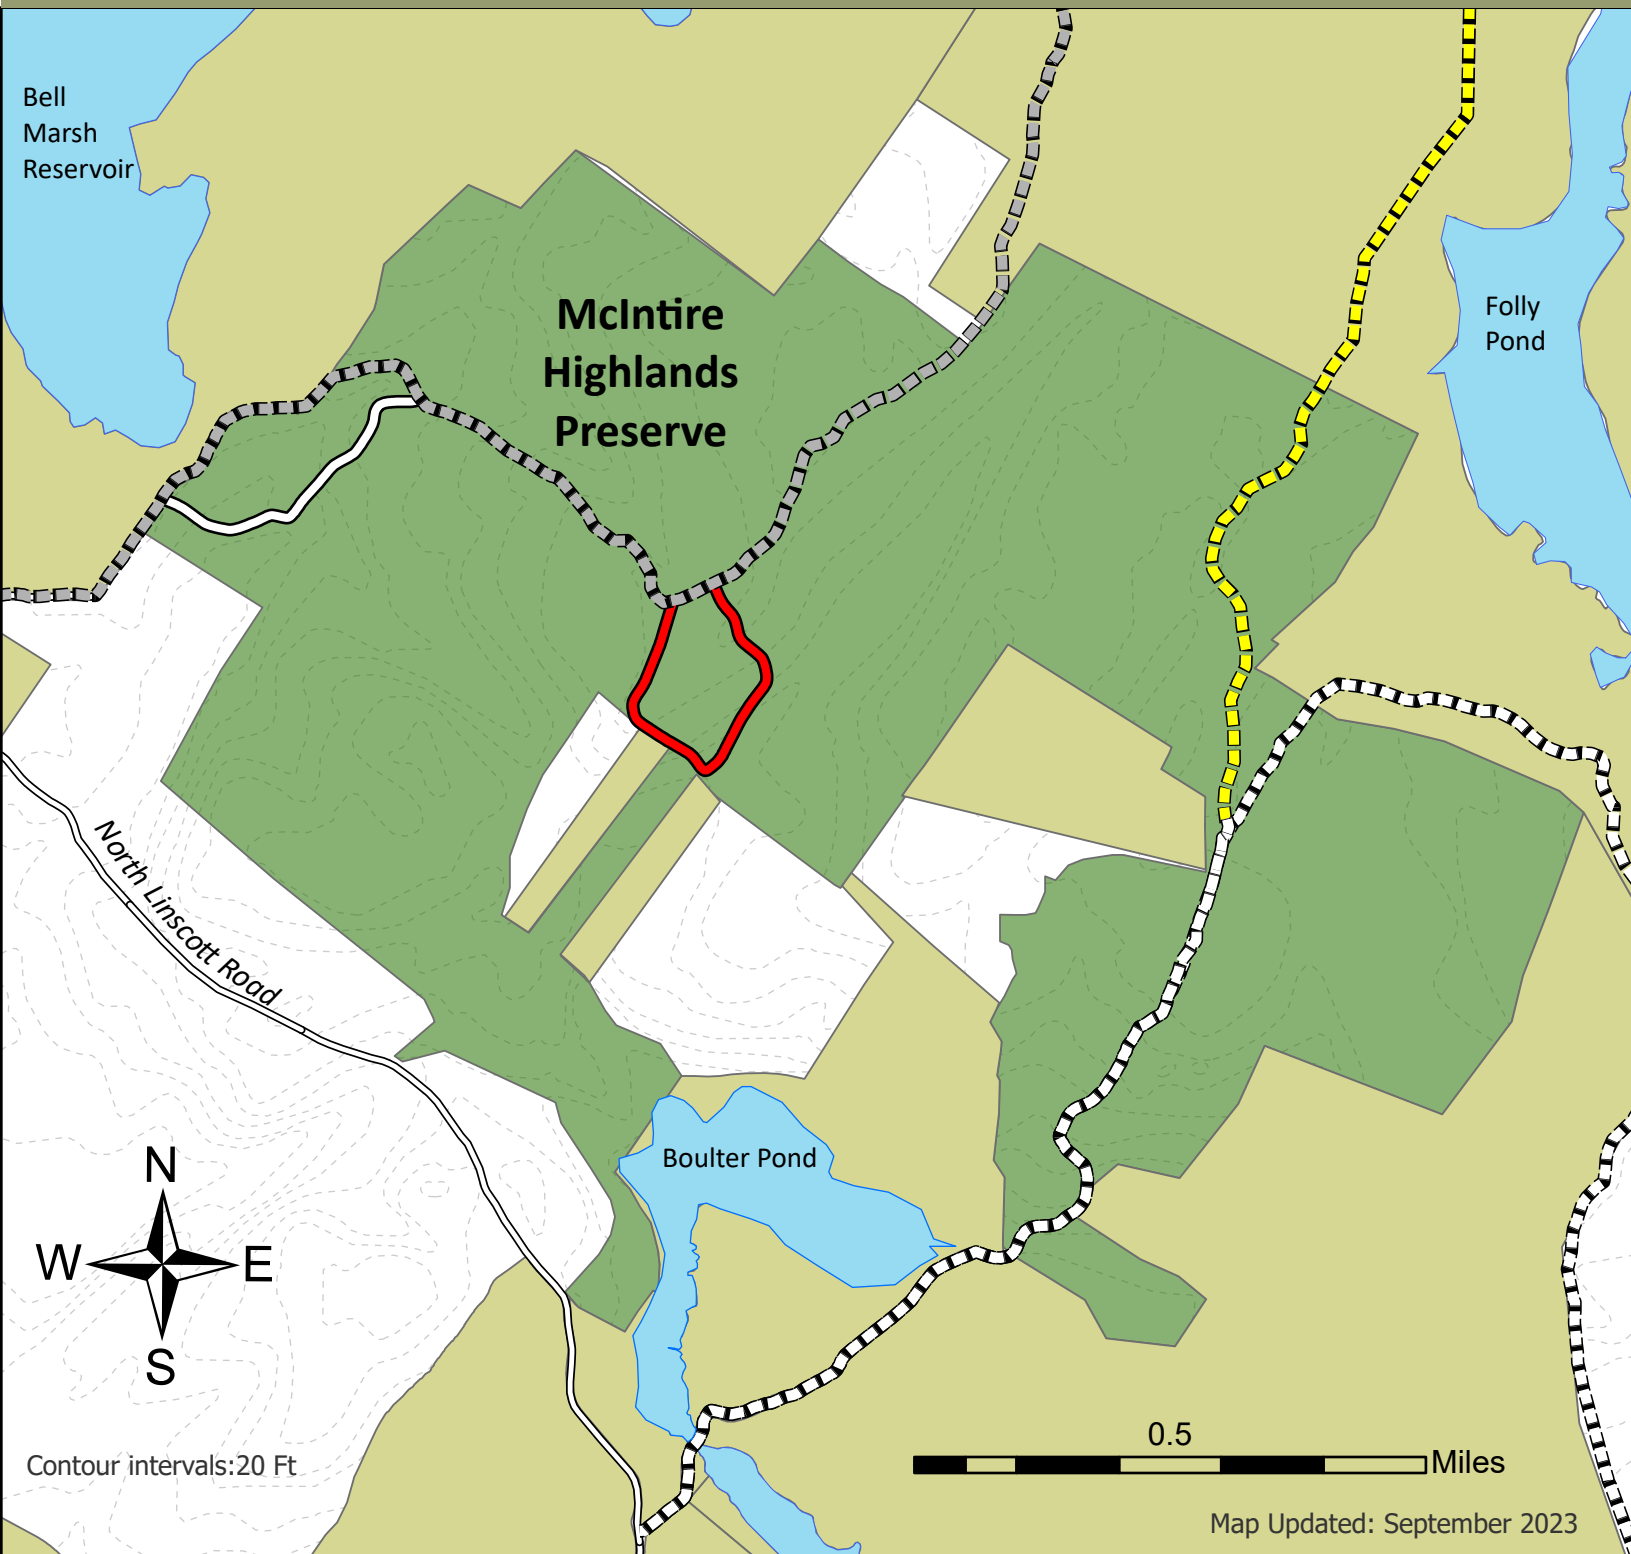 Bell
Marsh
Reservoir
McIntire
Highlands
Preserve
Folly
Pond
North Linscott Road
Boulter Pond
N
W
E
S
0.5
Miles
Contour intervals:20 Ft
Map Updated: September 2023